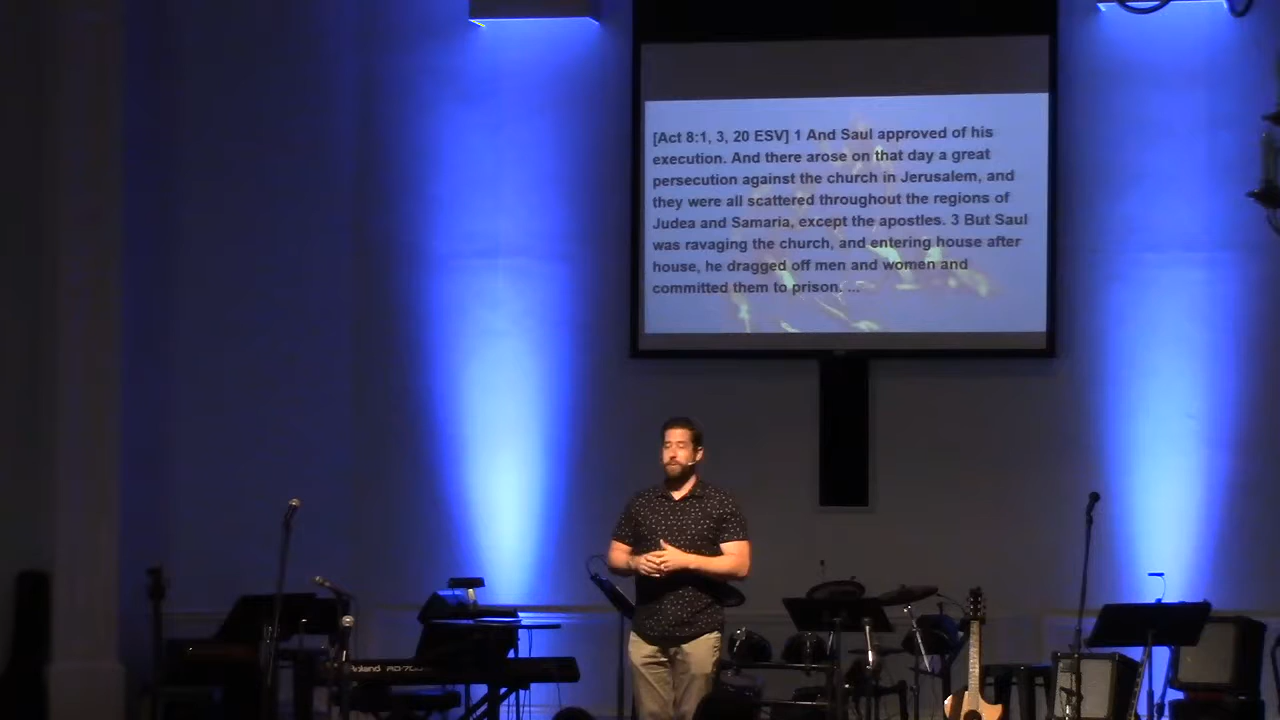 [Act 8:1, 3, 20 ESV] 1 And Saul approved of his
execution. And there arose on that day a great
persecution against the church in Jerusalem, and
they were all scattered throughout the regions of
Judea and Samaria, except the apostles. 3 But Saul
was ravaging the church, and entering house after
house, he dragged off men and women and
committed them to prison. ...
Roland RD-700